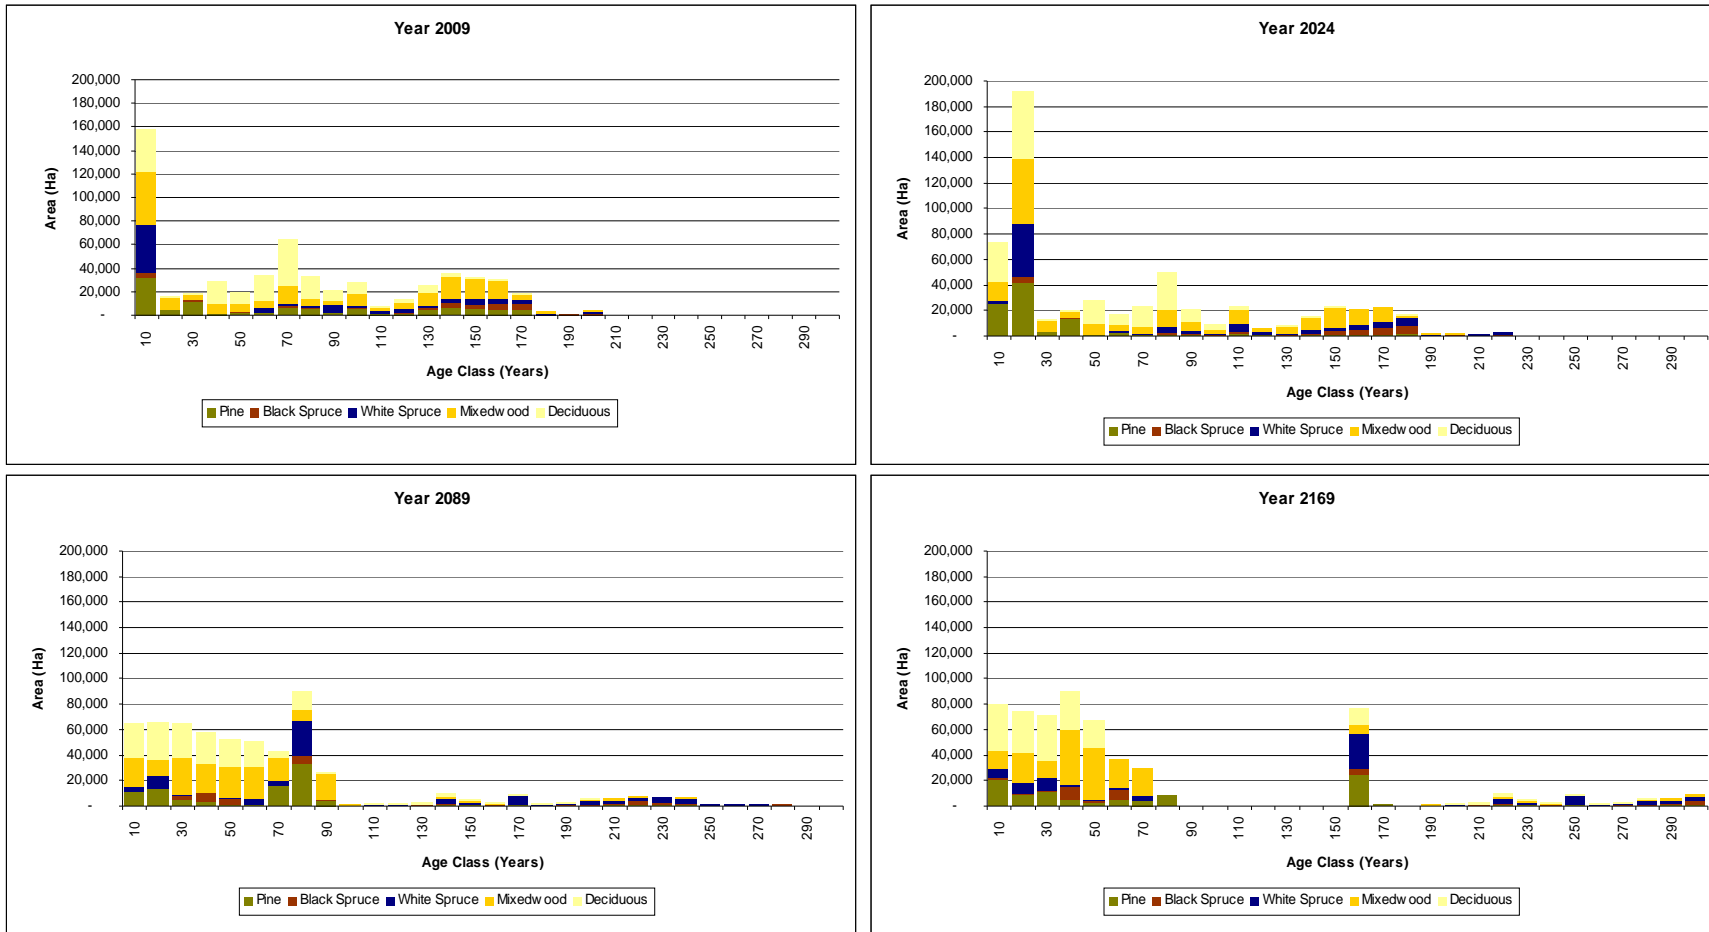 Year 2009
200,000
180,000
160,000
140,000
120,000
100,000
80,000
60,000
40,000
20,000
-
Area (Ha)
10 30 50 70 90 110 130 150 170 190 210 230 250 270 290
Age Class (Years)
Pine Black Spruce White Spruce Mixedwood Deciduous
Year 2024
200,000
180,000
160,000
140,000
120,000
100,000
80,000
60,000
40,000
20,000
-
Area (Ha)
10 30 50 70 90 110 130 150 170 190 210 230 250 270 290
Age Class (Years)
Pine Black Spruce White Spruce Mixedwood Deciduous
Year 2089
200,000
180,000
160,000
140,000
120,000
100,000
80,000
60,000
40,000
20,000
-
Area (Ha)
10 30 50 70 90 110 130 150 170 190 210 230 250 270 290
Age Class (Years)
Pine Black Spruce White Spruce Mixedwood Deciduous
Year 2169
200,000
180,000
160,000
140,000
120,000
100,000
80,000
60,000
40,000
20,000
-
Area (Ha)
10 30 50 70 90 110 130 150 170 190 210 230 250 270 290
Age Class (Years)
Pine Black Spruce White Spruce Mixedwood Deciduous